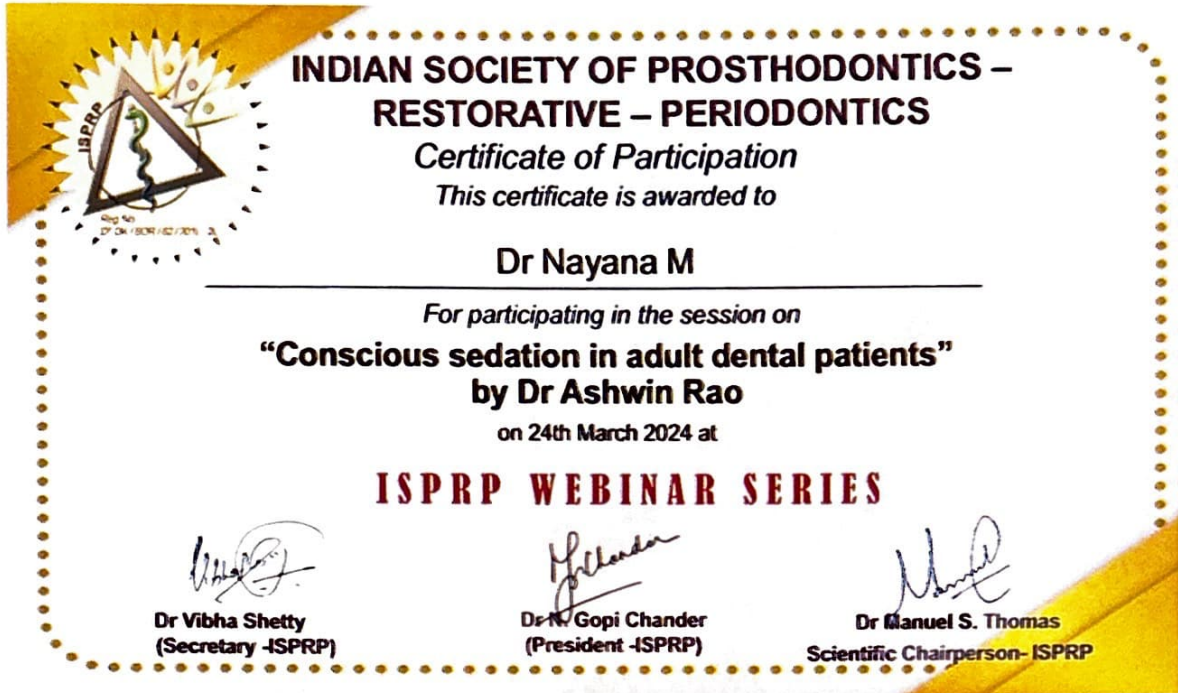 INDIAN SOCIETY OF PROSTHODONTICS –
RESTORATIVE – PERIODONTICS
Certificate of Participation
This certificate is awarded to
ISPRP
Reg No
Dr Nayana M
For participating in the session on
“Conscious sedation in adult dental patients”
by Dr Ashwin Rao
on 24th March 2024 at
ISPRP WEBINAR SERIES
Dr Vibha Shetty
(Secretary -ISPRP)
Dr N. Gopi Chander
(President -ISPRP)
Dr Manuel S. Thomas
Scientific Chairperson- ISPRP